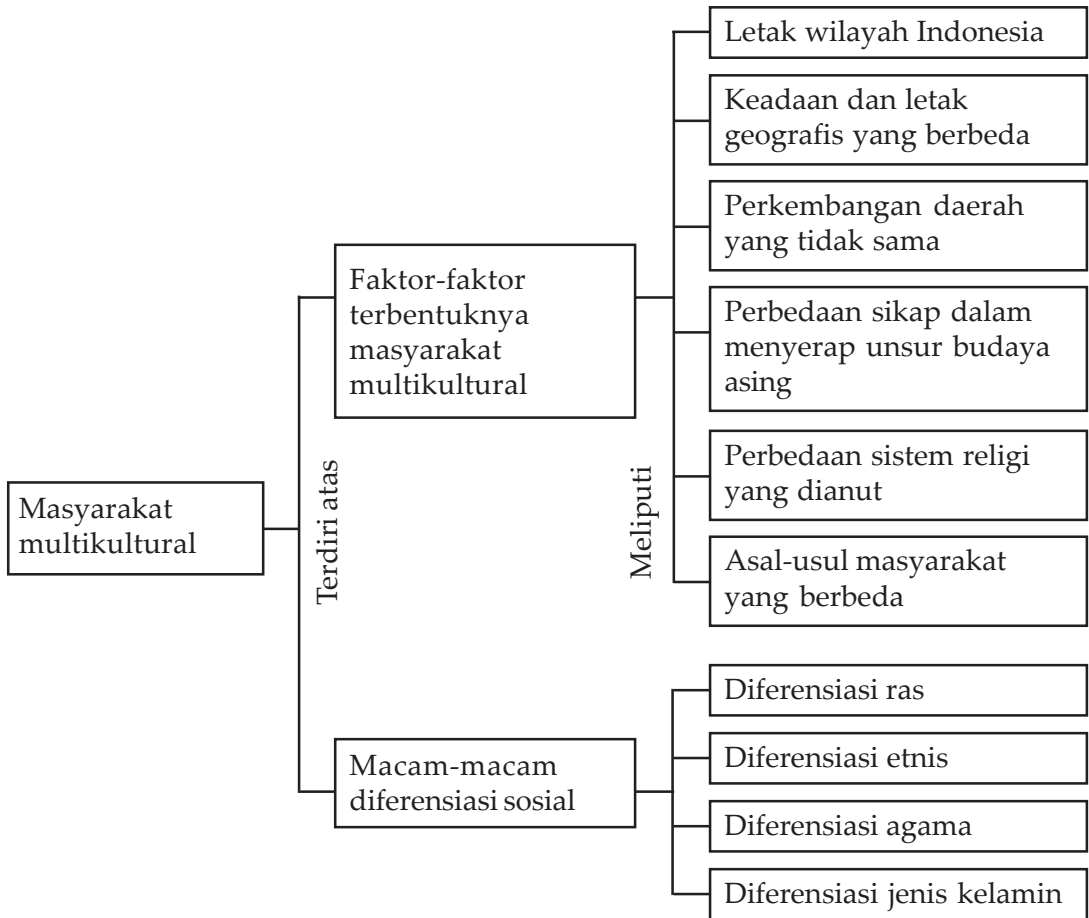 Masyarakat
multikultural
Terdiri atas
Faktor-faktor
terbentuknya
masyarakat
multikultural
Meliputi
Letak wilayah Indonesia
Keadaan dan letak
geografis yang berbeda
Perkembangan daerah
yang tidak sama
Perbedaan sikap dalam
menyerap unsur budaya
asing
Perbedaan sistem religi
yang dianut
Asal-usul masyarakat
yang berbeda
Macam-macam
diferensiasi sosial
Diferensiasi ras
Diferensiasi etnis
Diferensiasi agama
Diferensiasi jenis kelamin